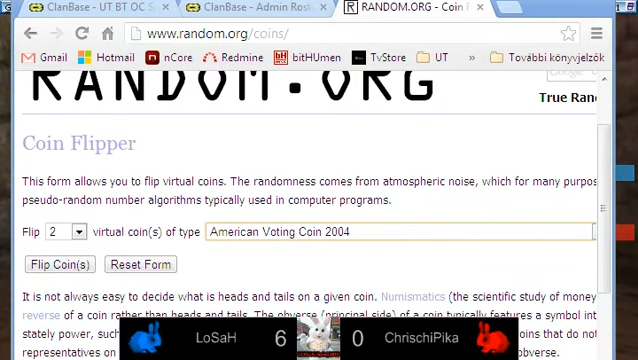 ClanBase - UT BT OC S
ClanBase - Admin Rost
RANDOM.ORG - Coin F
www.random.org/coins/
Gmail
Hotmail
nCore
Redmine
bitHUmen
TvStore
UT
További könyvjelzők
RANDOM.ORG
True Ran
Coin Flipper
This form allows you to flip virtual coins. The randomness comes from atmospheric noise, which for many purpos
pseudo-random number algorithms typically used in computer programs.
Flip 2 virtual coin(s) of type American Voting Coin 2004
Flip Coin(s) Reset Form
It is not always easy to decide what is heads and tails on a given coin. Numismatics (the scientific study of money
reverse of a coin rather than heads and tails. The obverse (principal side) of a coin typically features a symbol int
stately power, suc
coins that do not
representatives on
obverse.
LoSaH 6 0 ChrischiPika